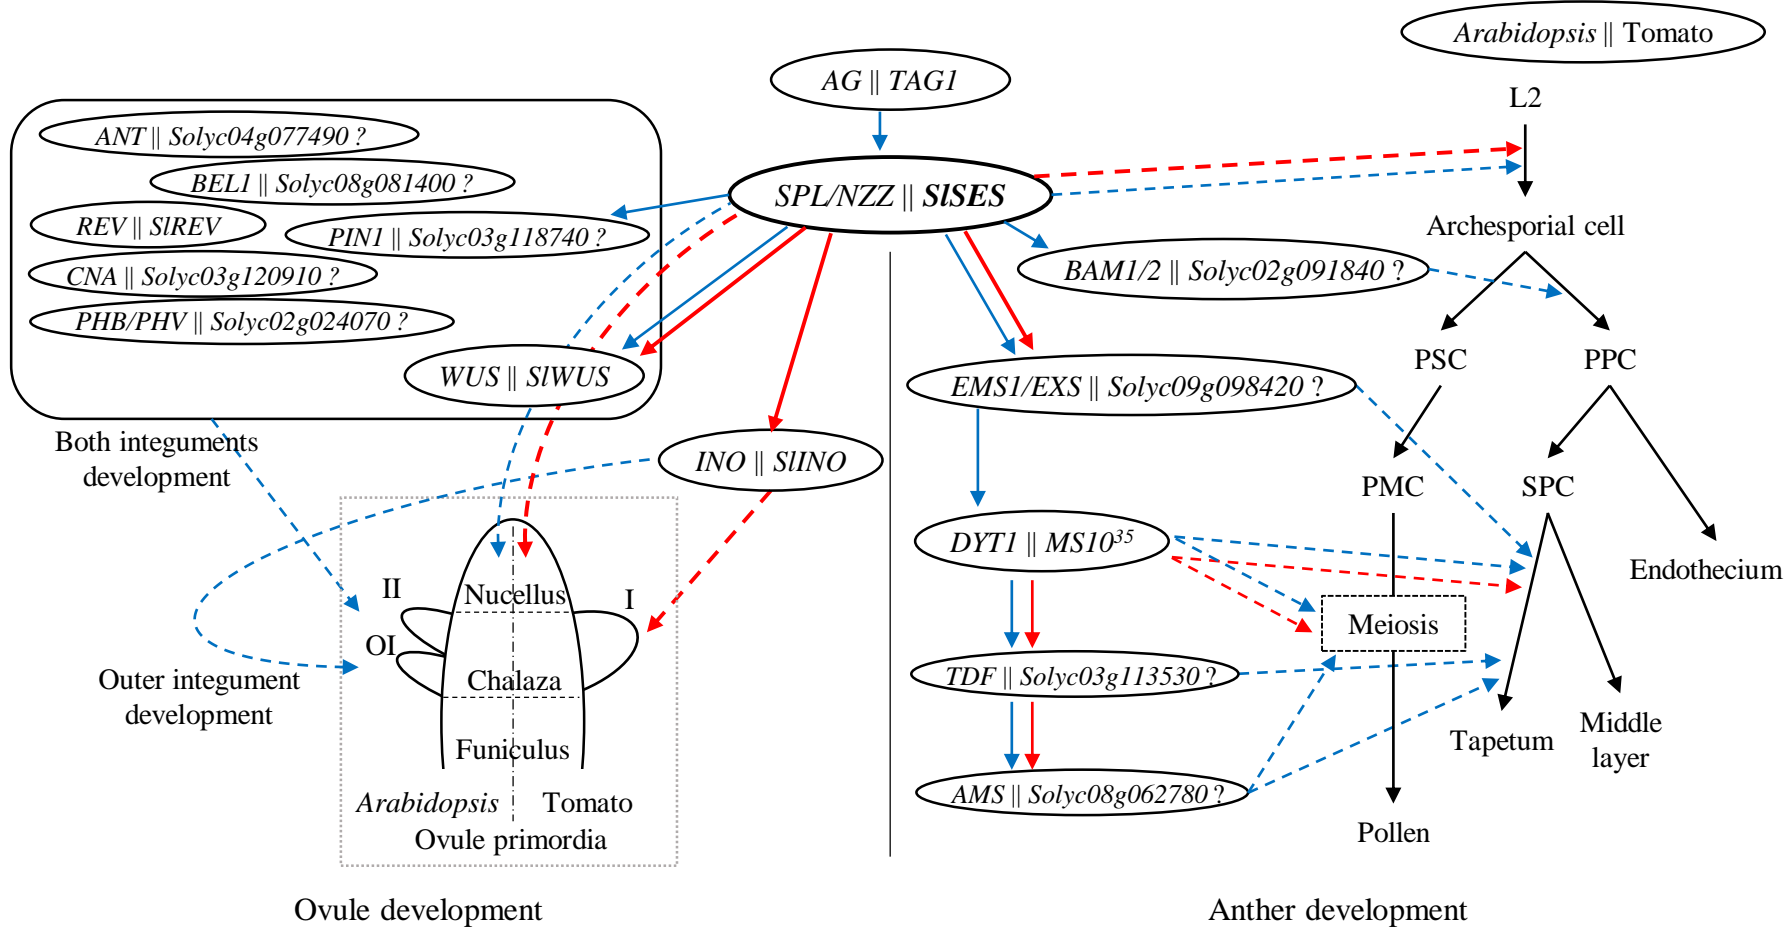 Arabidopsis || Tomato
AG || TAG1
L2
ANT || Solyc04g077490 ?
BEL1 || Solyc08g081400 ?
SPL/NZZ || SlSES
REV || SlREV
PIN1 || Solyc03g118740 ?
Archesporial cell
CNA || Solyc03g120910 ?
BAM1/2 || Solyc02g091840 ?
PHB/PHV || Solyc02g024070 ?
WUS || SlWUS
PSC
PPC
EMS1/EXS || Solyc09g098420 ?
Both integuments
development
INO || SlINO
PMC
SPC
DYT1 || MS10³⁵
Endothecium
II
Nucellus
I
Meiosis
OI
Chalaza
TDF || Solyc03g113530 ?
Outer integument
development
Funiculus
Tapetum
Middle
layer
Arabidopsis
Tomato
AMS || Solyc08g062780 ?
Ovule primordia
Pollen
Ovule development
Anther development